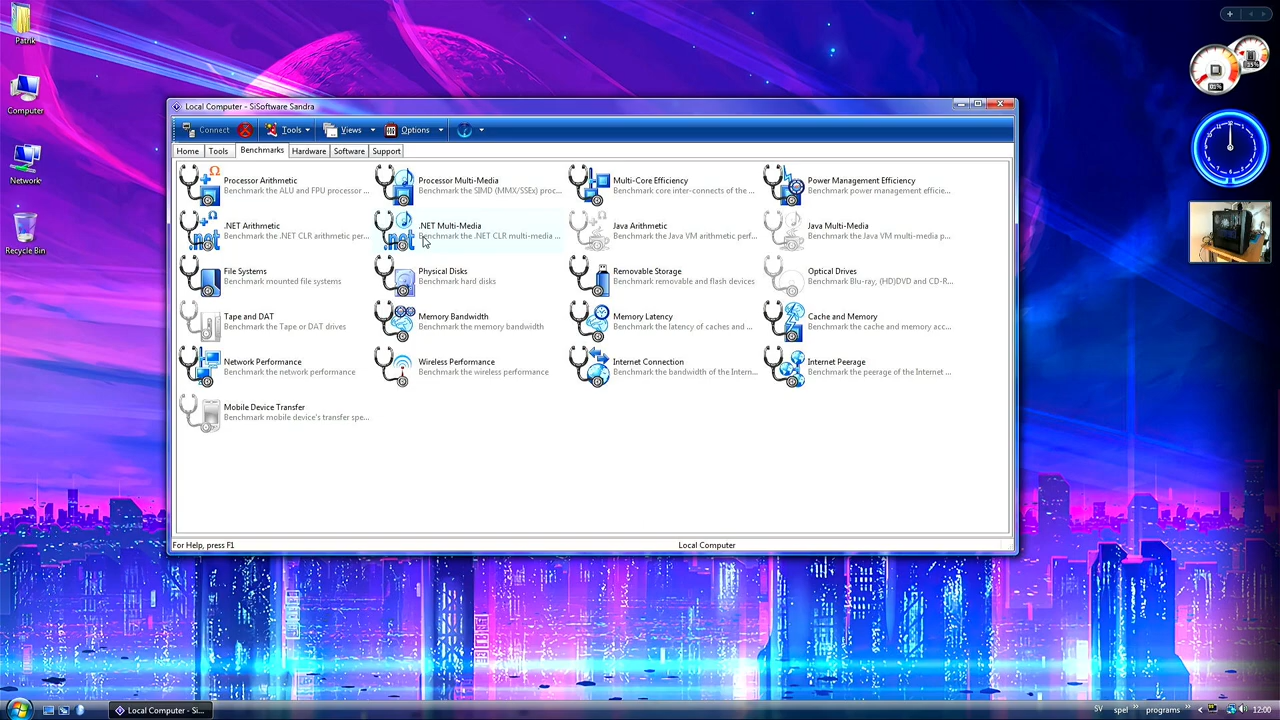 Patrik
Computer
Network
Recycle Bin
Local Computer - SiSoftware Sandra
Connect Tools Views Options
Home Tools Benchmarks Hardware Software Support
Processor Arithmetic
Benchmark the ALU and FPU processor ...
Processor Multi-Media
Benchmark the SIMD (MMX/SSEx) proc...
Multi-Core Efficiency
Benchmark core inter-connects of the ...
Power Management Efficiency
Benchmark power management efficie...
.NET Arithmetic
Benchmark the .NET CLR arithmetic per...
.NET Multi-Media
Benchmark the .NET CLR multi-media ...
Java Arithmetic
Benchmark the Java VM arithmetic perf...
Java Multi-Media
Benchmark the Java VM multi-media p...
File Systems
Benchmark mounted file systems
Physical Disks
Benchmark hard disks
Removable Storage
Benchmark removable and flash devices
Optical Drives
Benchmark Blu-ray, (HD)DVD and CD-R...
Tape and DAT
Benchmark the Tape or DAT drives
Memory Bandwidth
Benchmark the memory bandwidth
Memory Latency
Benchmark the latency of caches and ...
Cache and Memory
Benchmark the cache and memory acc...
Network Performance
Benchmark the network performance
Wireless Performance
Benchmark the wireless performance
Internet Connection
Benchmark the bandwidth of the Intern...
Internet Peerage
Benchmark the peerage of the Internet ...
Mobile Device Transfer
Benchmark mobile device's transfer spe...
For Help, press F1
Local Computer
Local Computer - Si...
SV spel programs 12:00